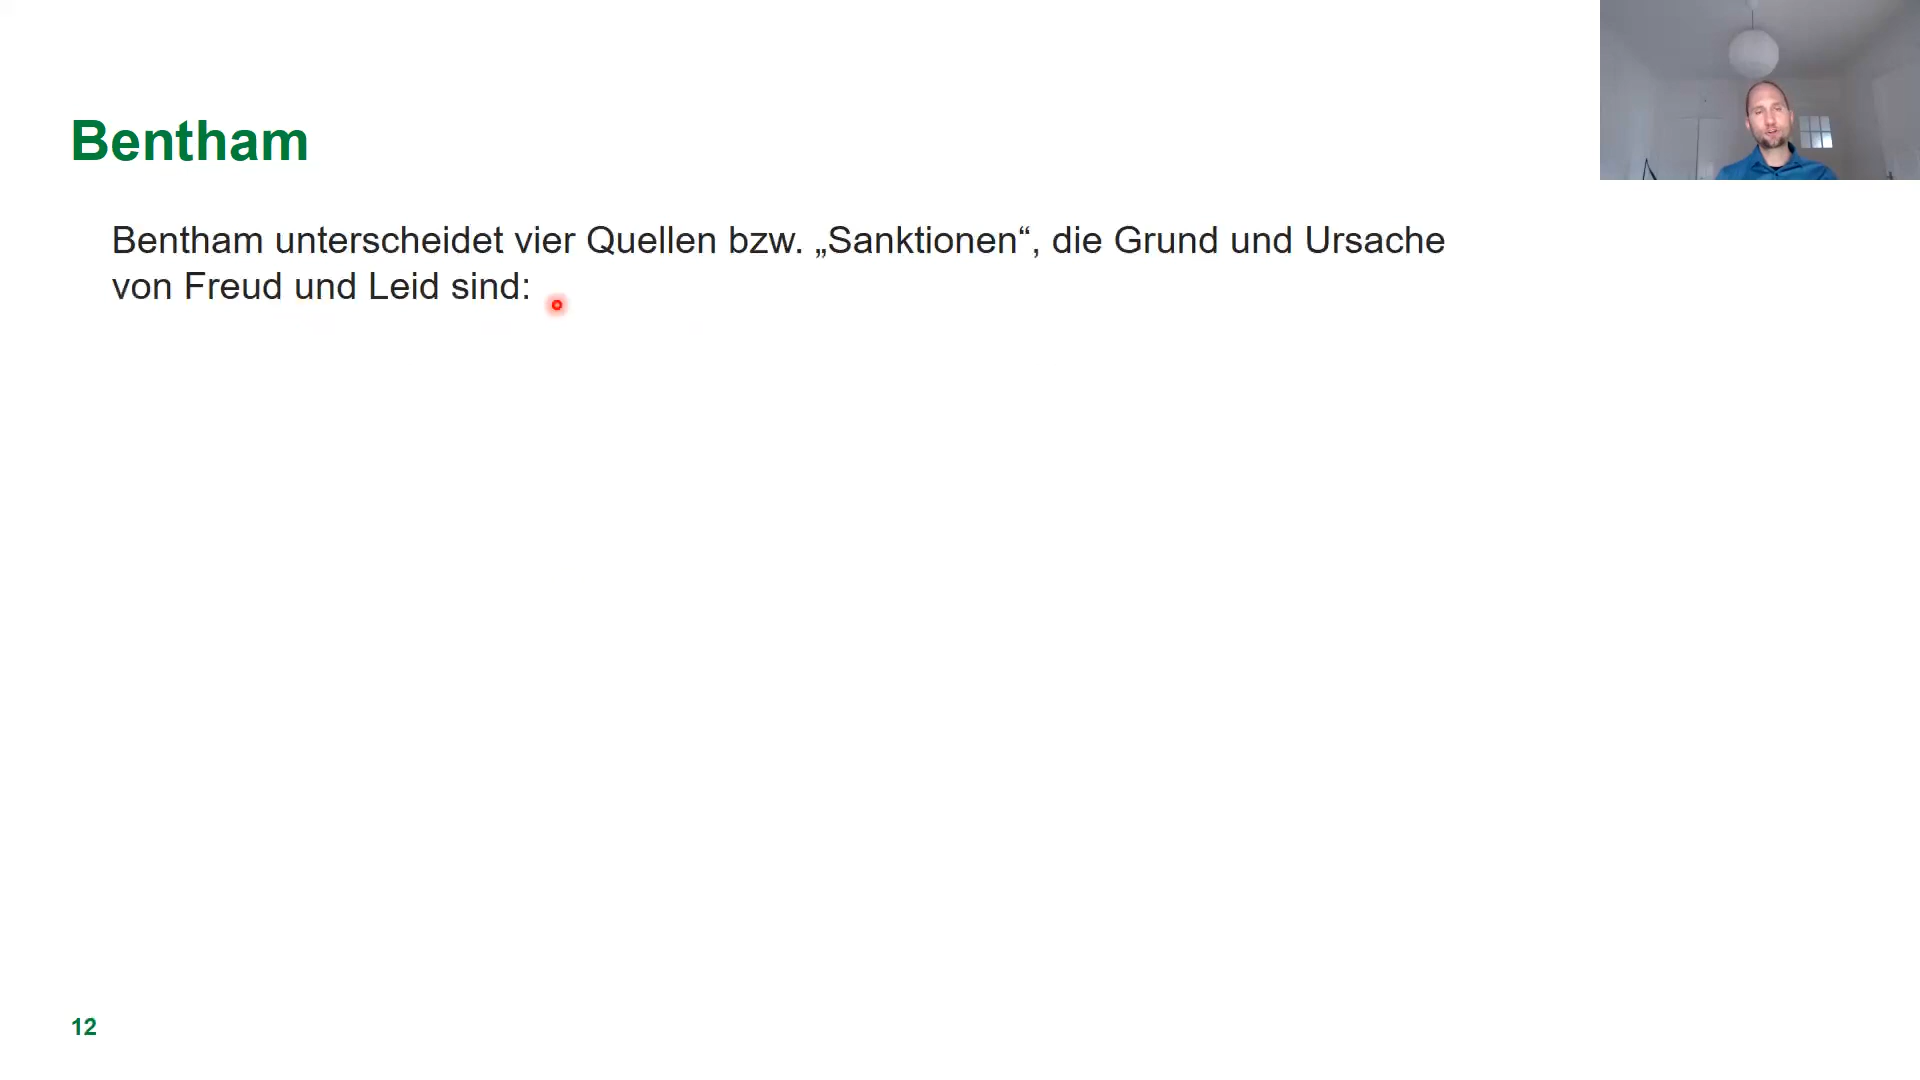 Bentham
Bentham unterscheidet vier Quellen bzw. „Sanktionen“, die Grund und Ursache
von Freud und Leid sind:
12